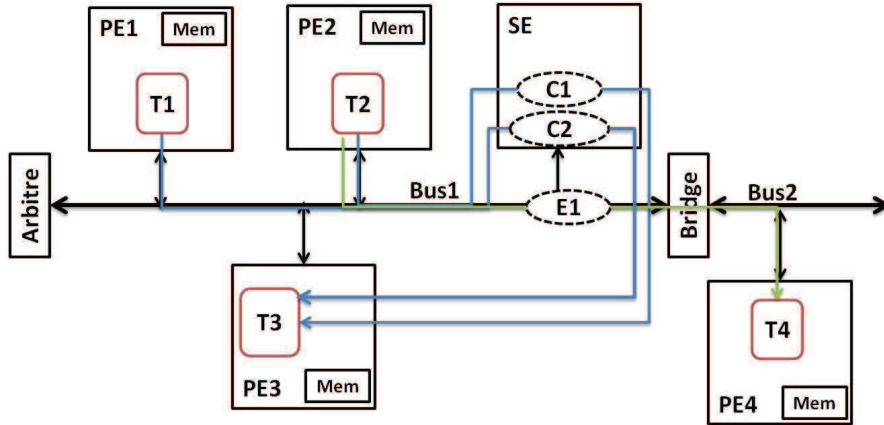 PE1
Mem
PE2
Mem
SE
T1
T2
C1
C2
Arbitre
Bus1
E1
Bridge
Bus2
T3
PE3
Mem
T4
PE4
Mem